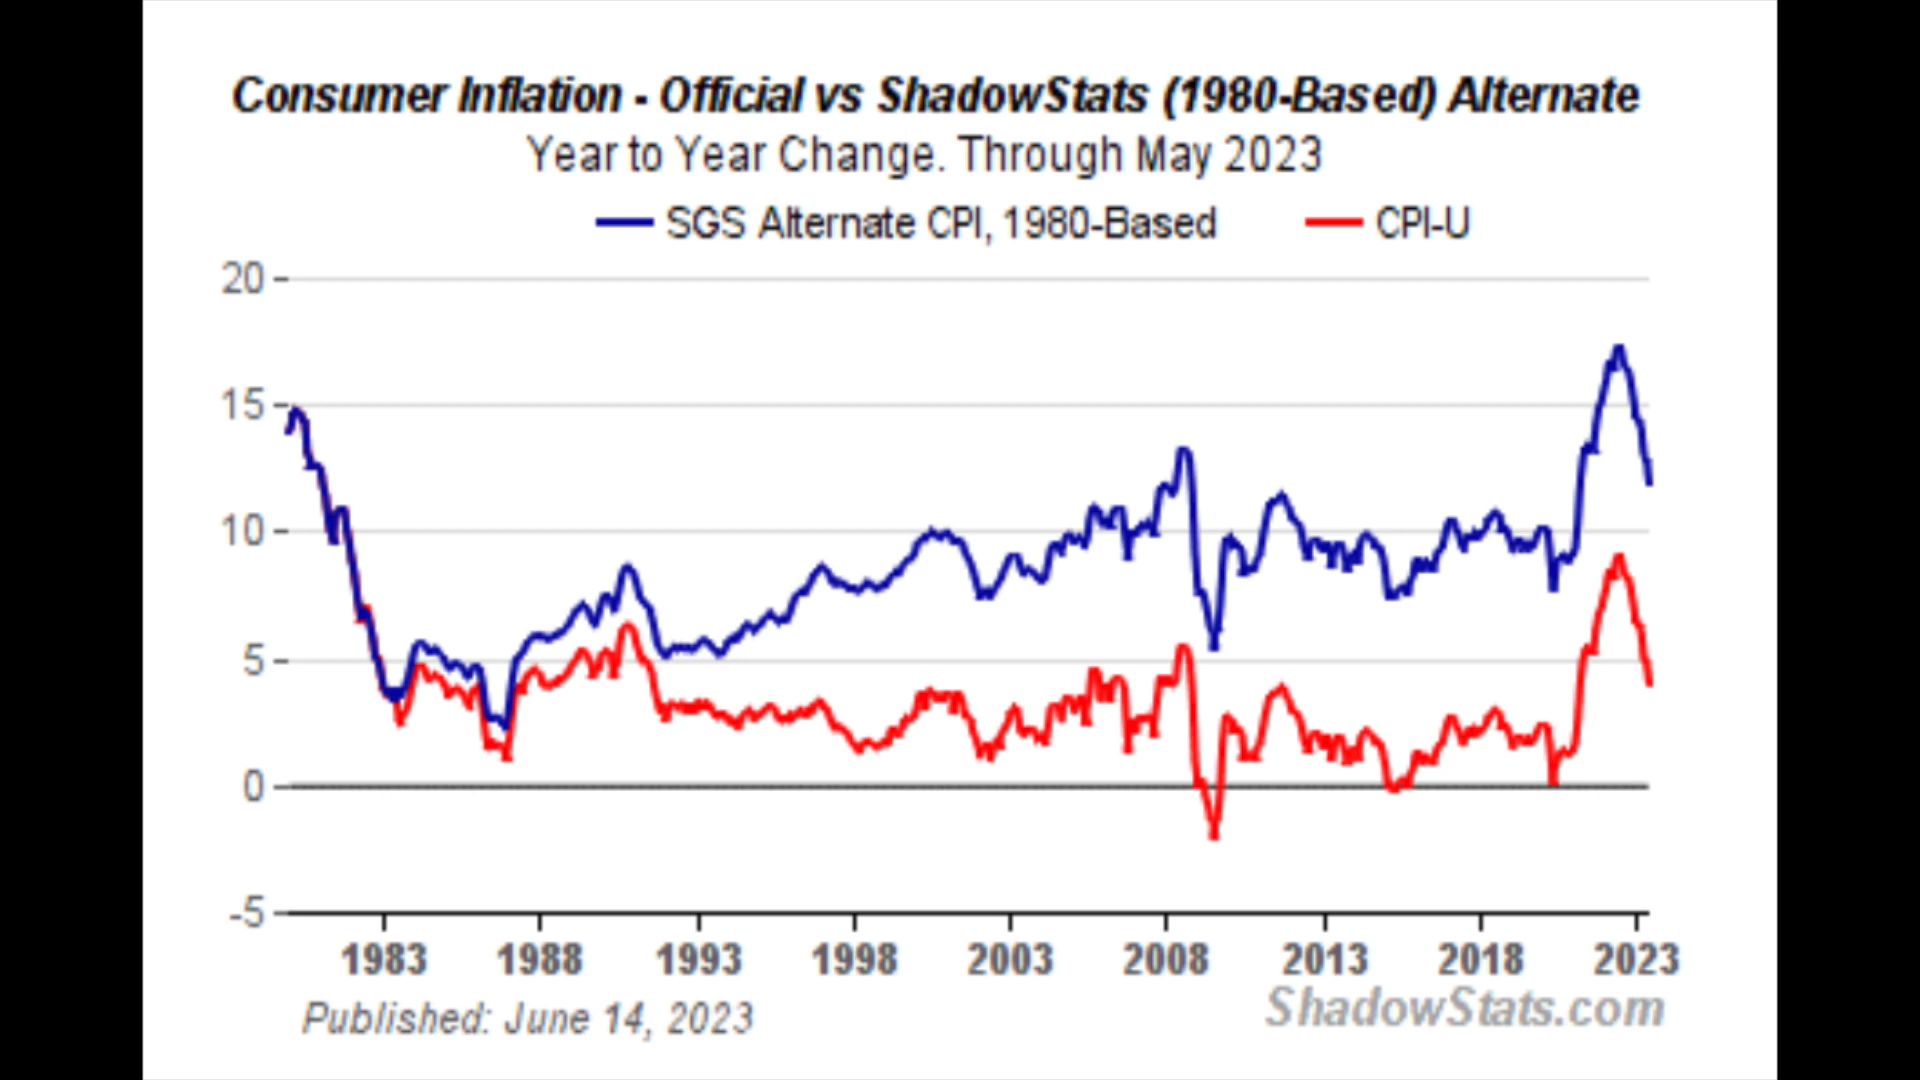 Consumer Inflation - Official vs ShadowStats (1980-Based) Alternate
Year to Year Change. Through May 2023
SGS Alternate CPI, 1980-Based CPI-U
20
15
10
5
0
-5
1983 1988 1993 1998 2003 2008 2013 2018 2023
Published: June 14, 2023 ShadowStats.com